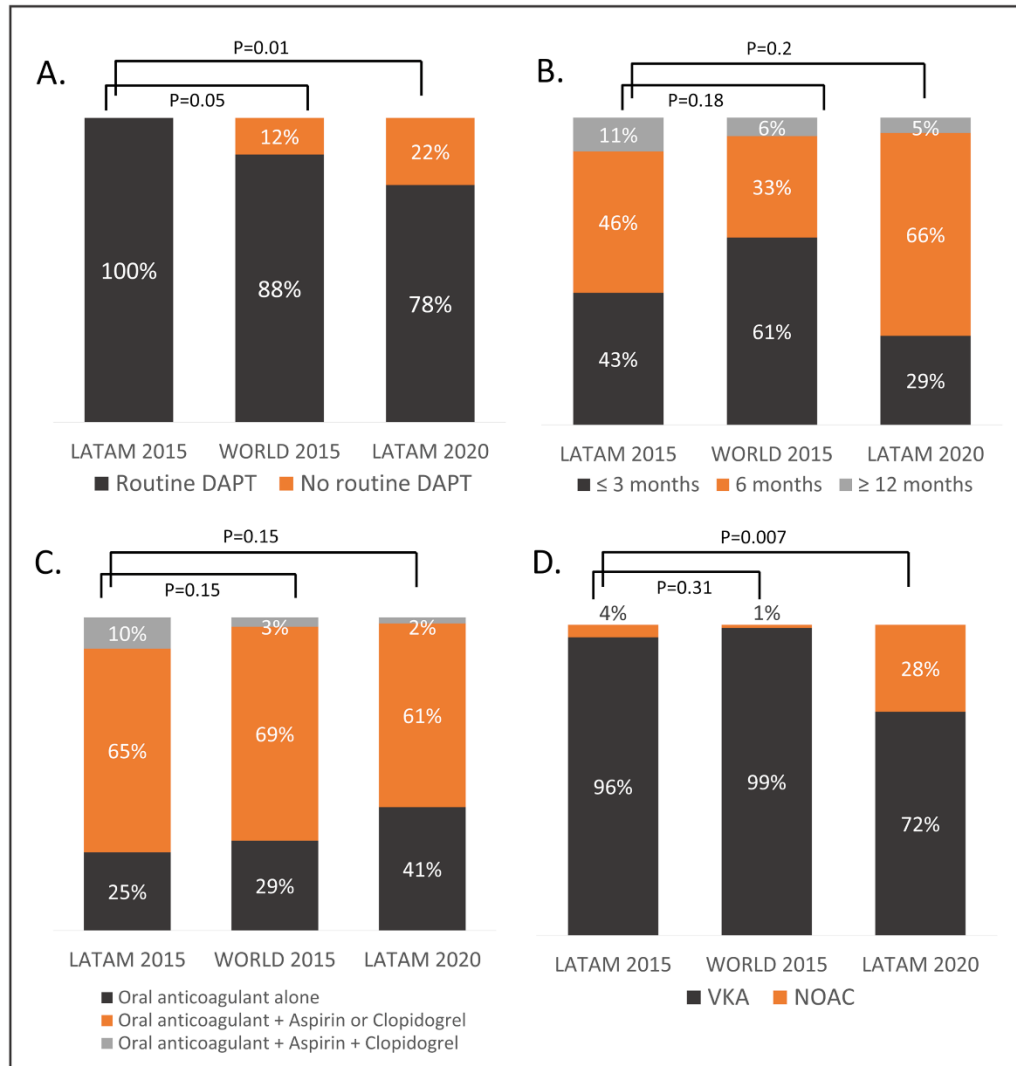 A.
P=0.01
P=0.05
12%
22%
100%
88%
78%
LATAM 2015 WORLD 2015 LATAM 2020
Routine DAPT No routine DAPT
B.
P=0.2
P=0.18
11% 6% 5%
46% 33% 66%
43% 61% 29%
LATAM 2015 WORLD 2015 LATAM 2020
≤ 3 months 6 months ≥ 12 months
C.
P=0.15
P=0.15
10% 3% 2%
65% 69% 61%
25% 29% 41%
LATAM 2015 WORLD 2015 LATAM 2020
Oral anticoagulant alone
Oral anticoagulant + Aspirin or Clopidogrel
Oral anticoagulant + Aspirin + Clopidogrel
D.
P=0.007
P=0.31
4% 1%
28%
96% 99% 72%
LATAM 2015 WORLD 2015 LATAM 2020
VKA NOAC